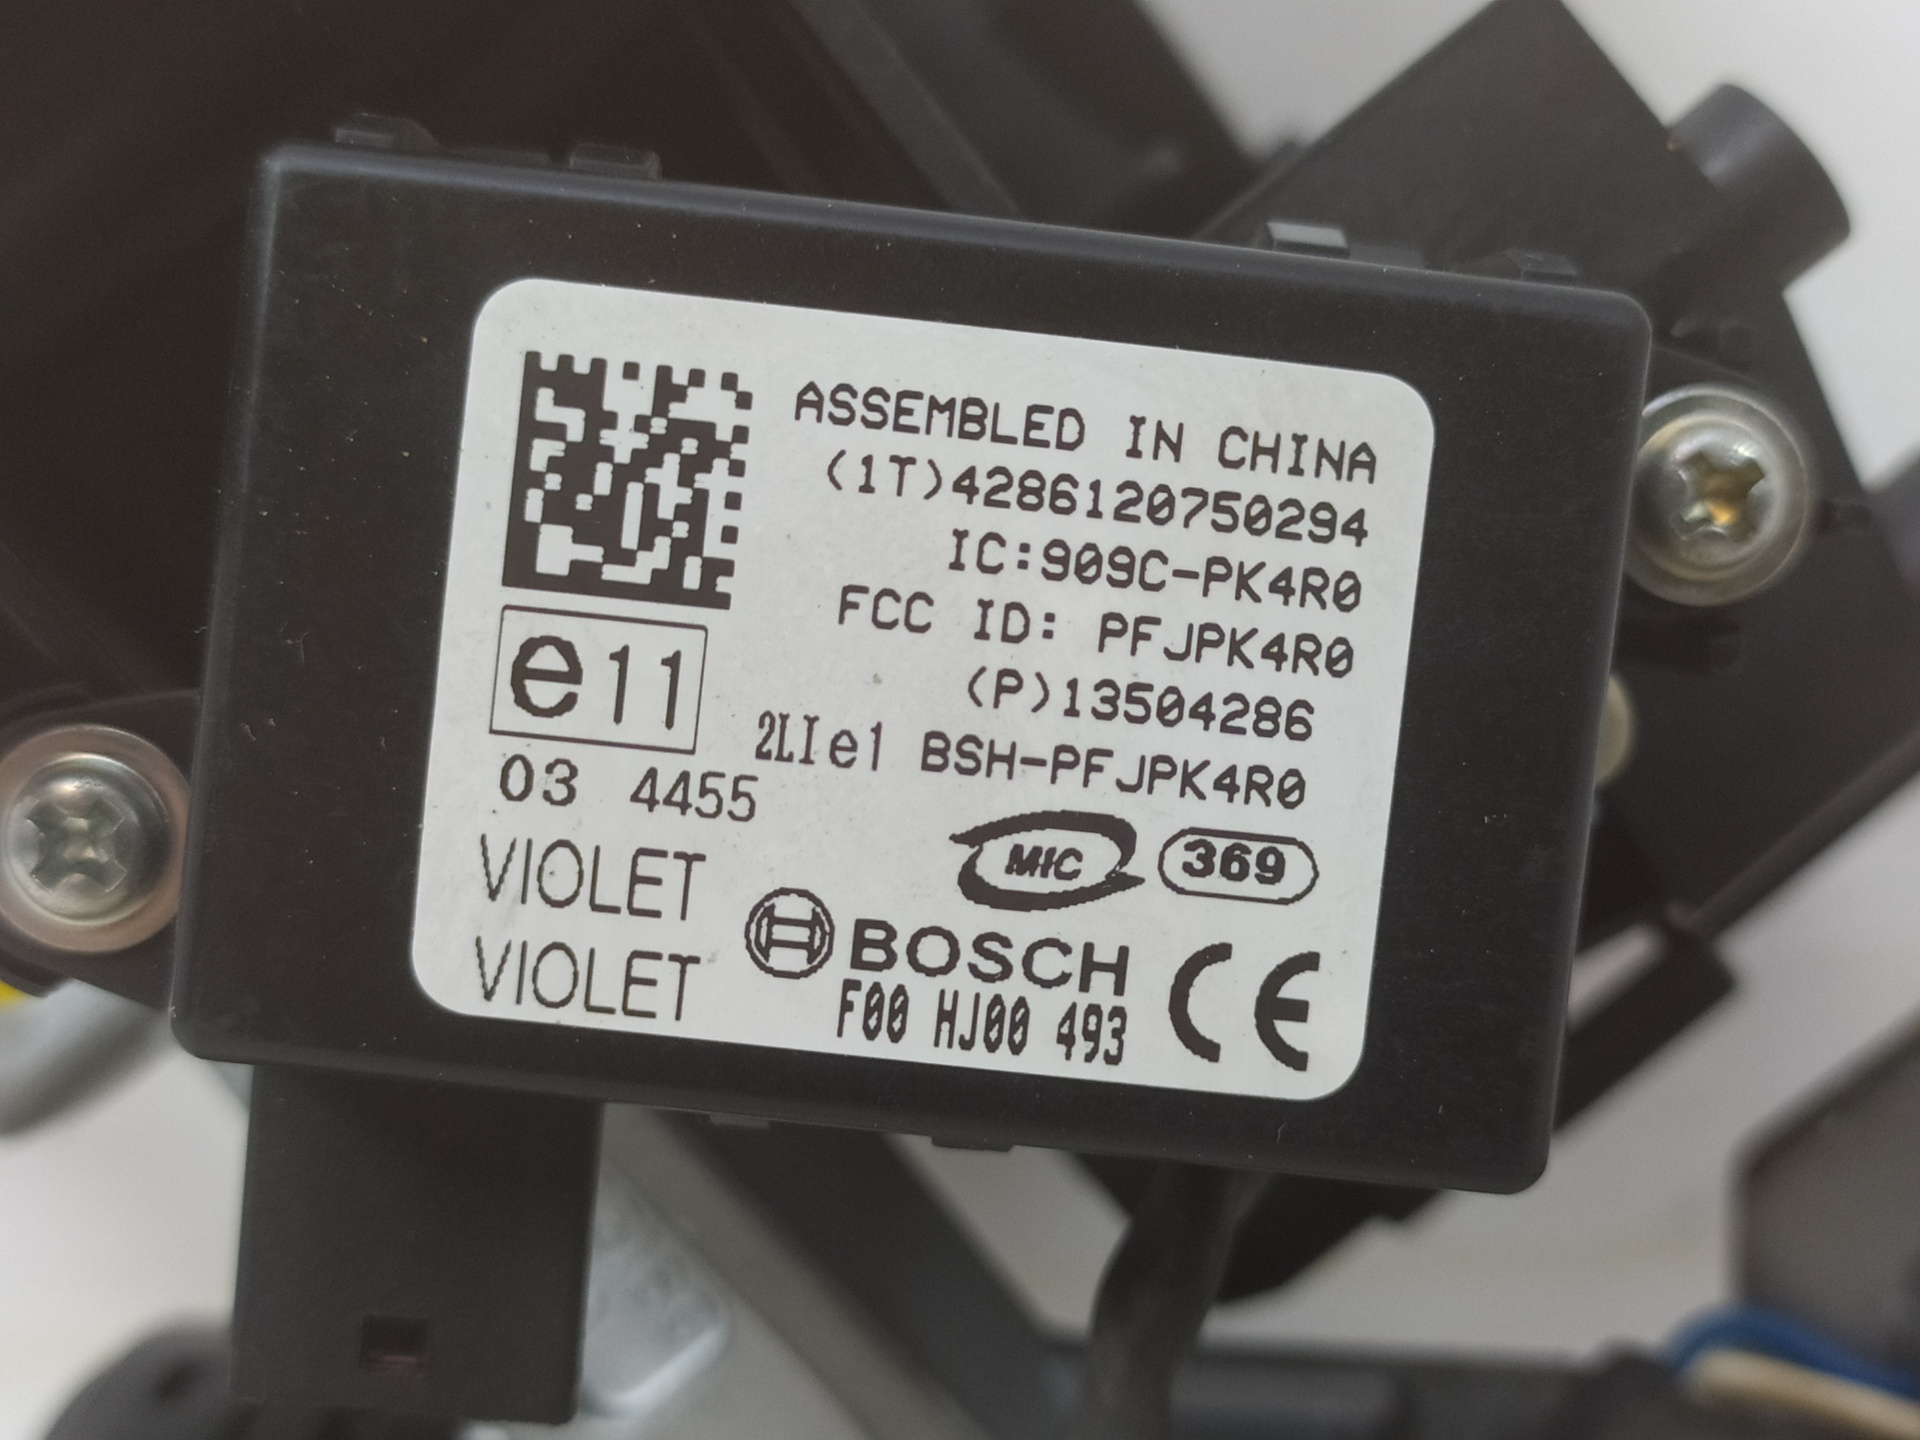 ASSEMBLED IN CHINA
(1T)4286120750294
IC:909C-PK4R0
FCC ID: PFJPK4R0
(P)13504286
2LIe1 BSH-PFJPK4R0
e11
03 4455
MIC 369
VIOLET
VIOLET
BOSCH
F00 HJ00 493
CE